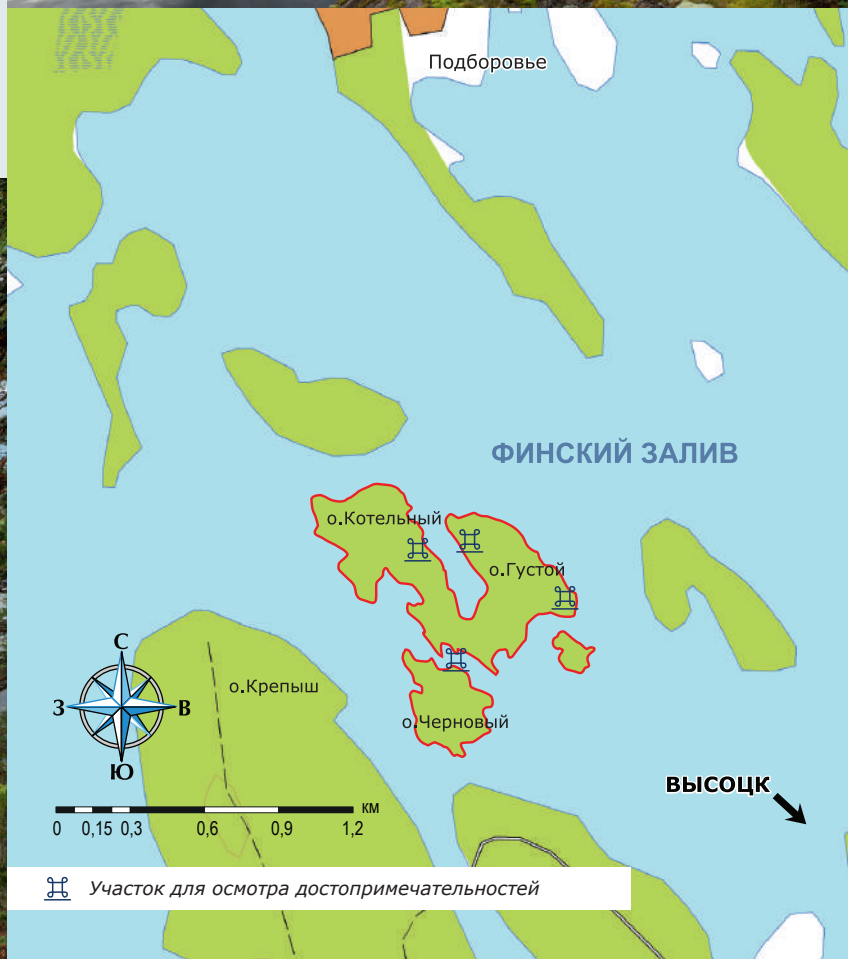 Подборовье
ФИНСКИЙ ЗАЛИВ
о.Котельный
о.Густой
С
о.Крепыш
З
В
о.Черновый
Ю
ВЫСОЦК
км
0 0,15 0,3 0,6 0,9 1,2
Участок для осмотра достопримечательностей